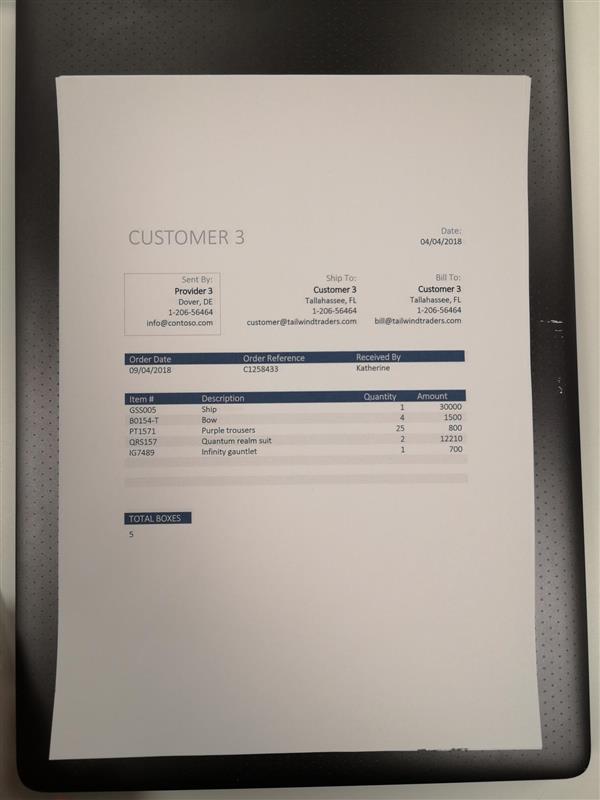 CUSTOMER 3
Date:
04/04/2018
Sent By:
Provider 3
Dover, DE
1-206-56464
info@contoso.com
Ship To:
Customer 3
Tallahassee, FL
1-206-56464
customer@tailwindtraders.com
Bill To:
Customer 3
Tallahassee, FL
1-206-56464
bill@tailwindtraders.com
Order Date Order Reference Received By
09/04/2018 C1258433 Katherine
Item # Description Quantity Amount
GSS005 Ship 1 30000
B0154-T Bow 4 1500
PT1571 Purple trousers 25 800
QRS157 Quantum realm suit 2 12210
IG7489 Infinity gauntlet 1 700
TOTAL BOXES
5